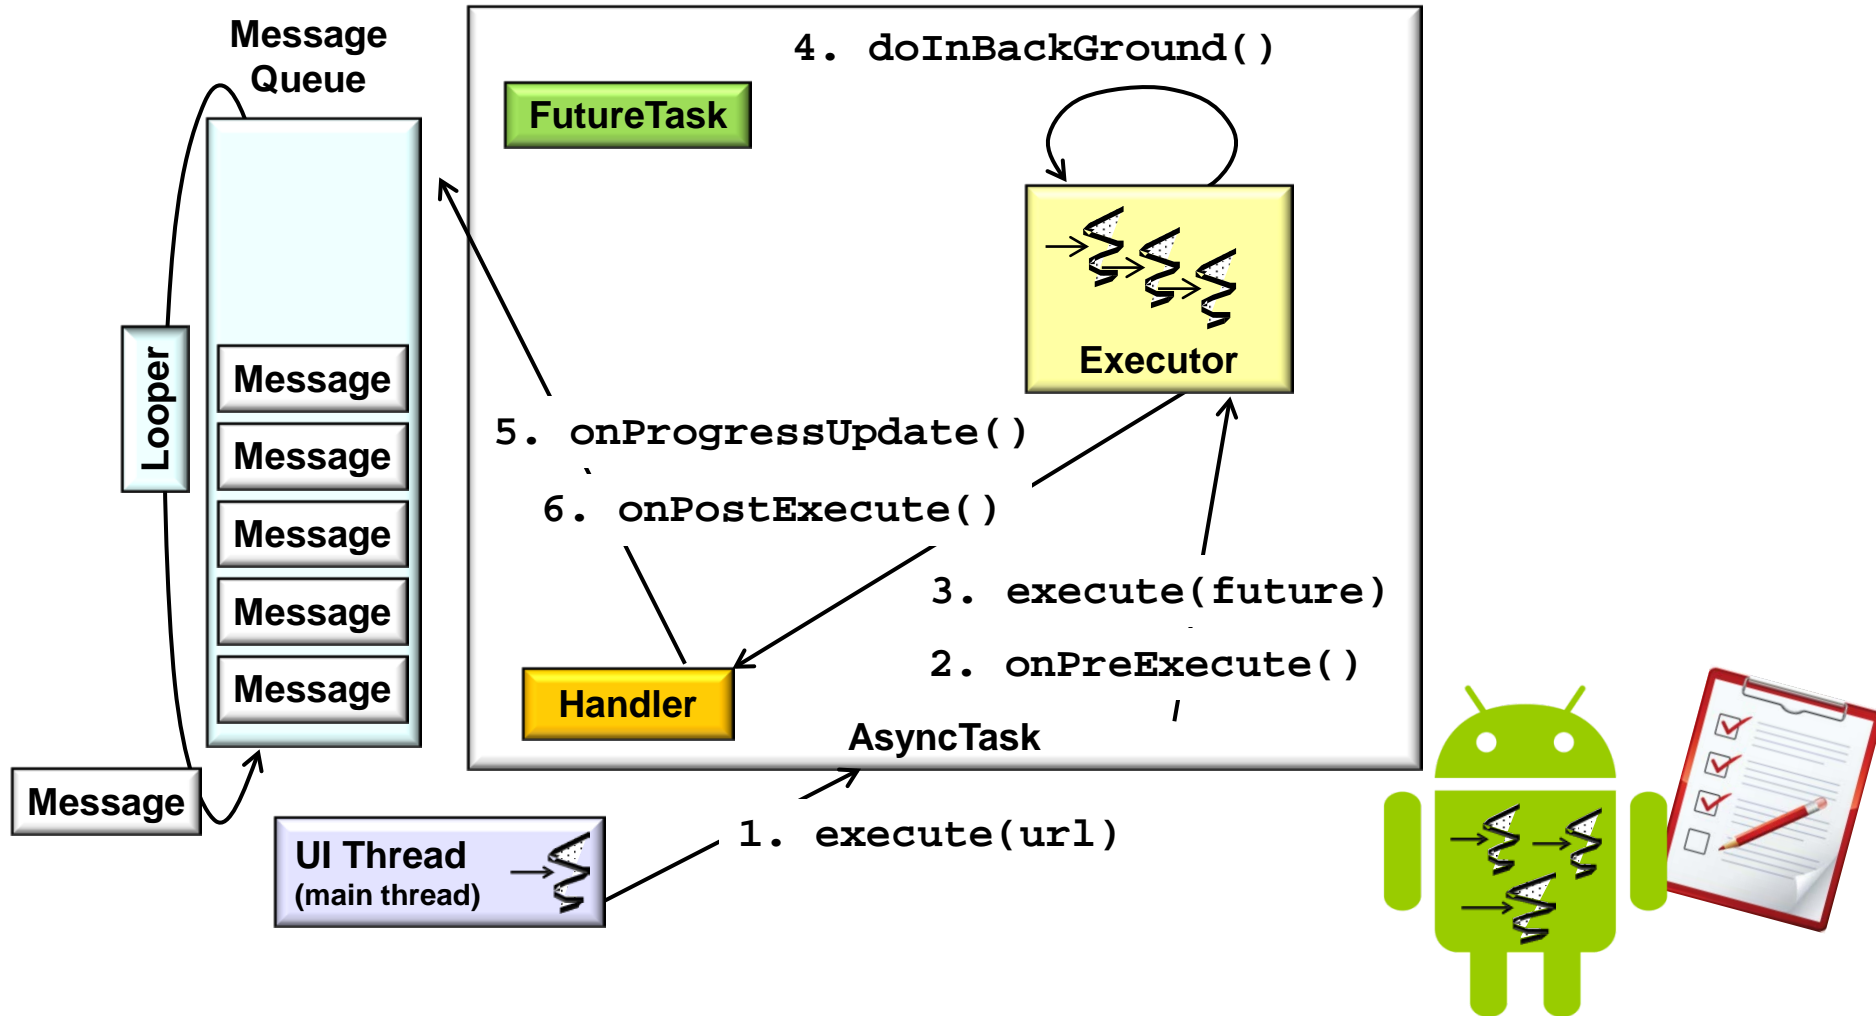 Message
Queue
4. doInBackGround()
FutureTask
Looper
Executor
Message
Message
Message
Message
Message
5. onProgressUpdate()
6. onPostExecute()
3. execute(future)
2. onPreExecute()
Handler
AsyncTask
Message
1. execute(url)
UI Thread
(main thread)